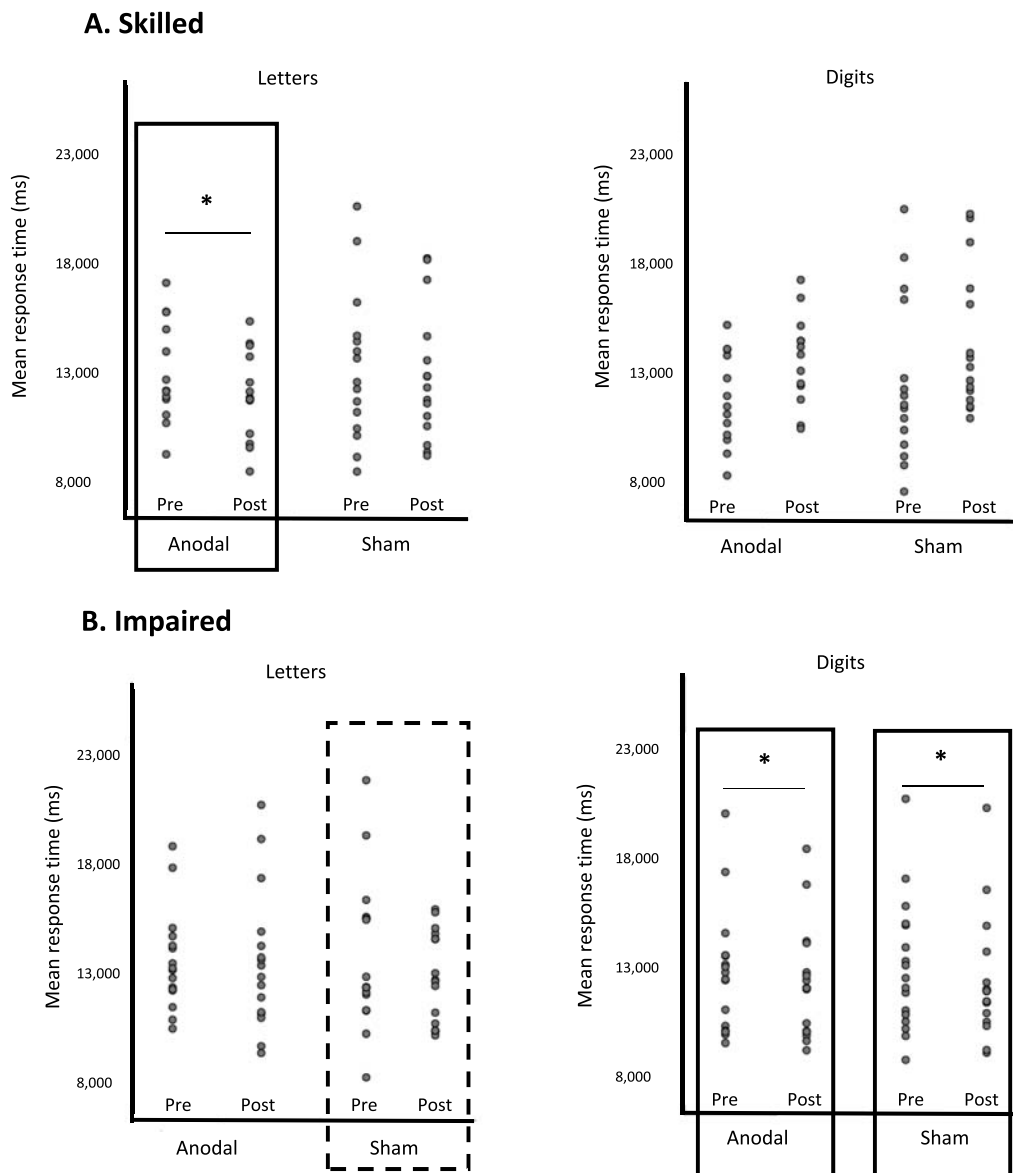 A. Skilled
Letters
Mean response time (ms)
23,000
18,000
13,000
8,000
*
Pre Post Pre Post
Anodal Sham
Digits
Mean response time (ms)
23,000
18,000
13,000
8,000
Pre Post Pre Post
Anodal Sham
B. Impaired
Letters
Mean response time (ms)
23,000
18,000
13,000
8,000
Pre Post Pre Post
Anodal Sham
Digits
Mean response time (ms)
23,000
18,000
13,000
8,000
* *
Pre Post Pre Post
Anodal Sham